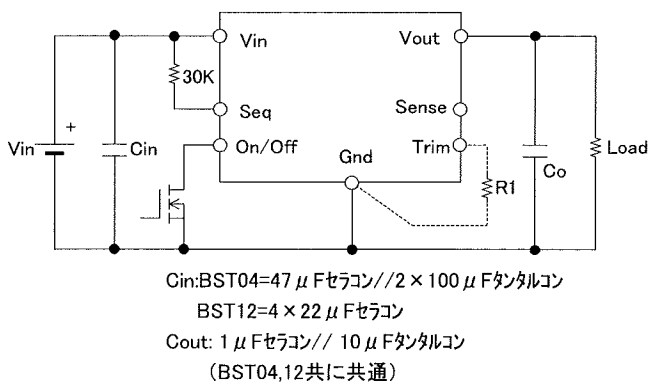 Vin
Vout
30K
Seq
Sense
+
Vin
Cin
On/Off
Gnd
Trim
R1
Co
Load
Cin:BST04=47μFセラコン//2×100μFタンタルコン
BST12=4×22μFセラコン
Cout: 1μFセラコン// 10μFタンタルコン
(BST04,12共に共通)